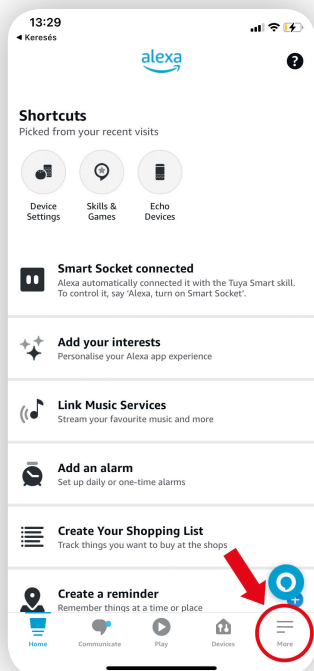 13:29
◀ Keresés
alexa
?
Shortcuts
Picked from your recent visits
Device
Settings
Skills &
Games
Echo
Devices
Smart Socket connected
Alexa automatically connected it with the Tuya Smart skill.
To control it, say 'Alexa, turn on Smart Socket'.
Add your interests
Personalise your Alexa app experience
Link Music Services
Stream your favourite music and more
Add an alarm
Set up daily or one-time alarms
Create Your Shopping List
Track things you want to buy at the shops
Create a reminder
Remember things at a time or place
Home
Communicate
Play
Devices
More